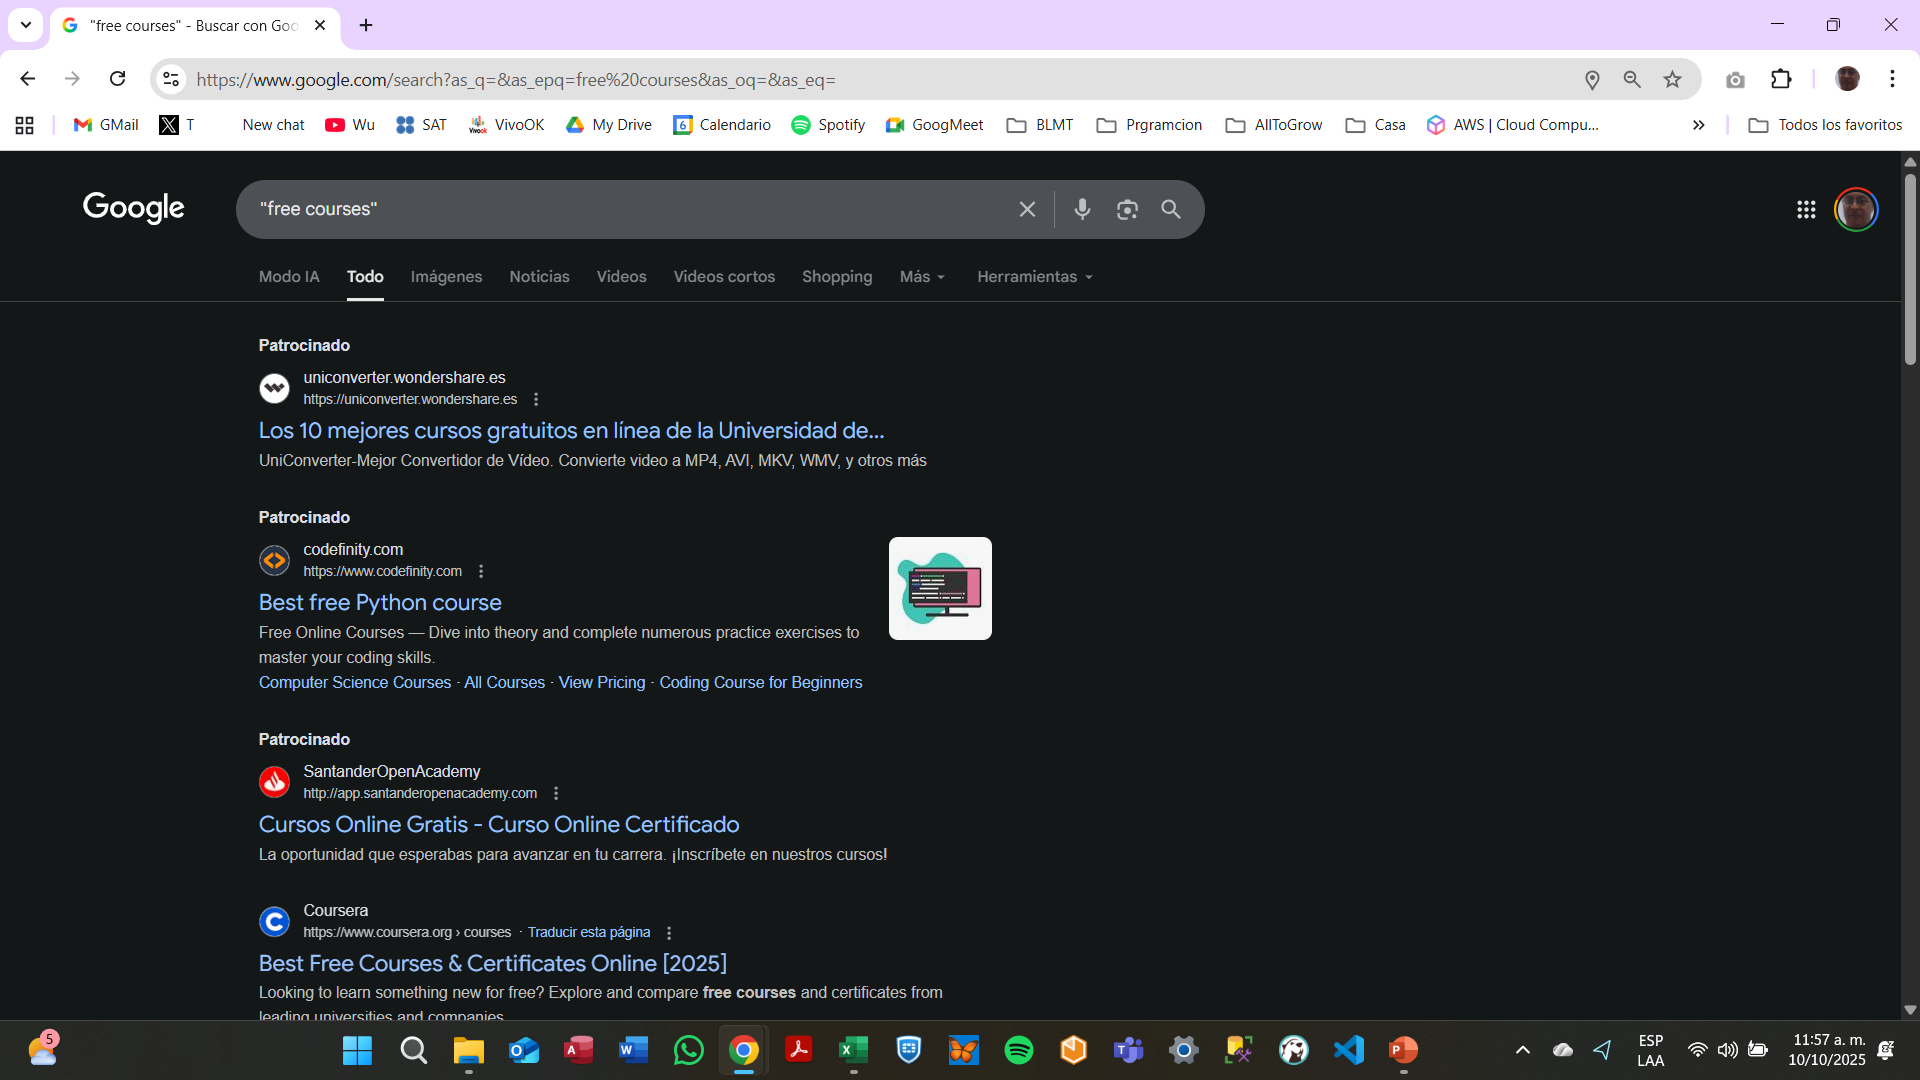 "free courses" - Buscar con Goo
https://www.google.com/search?as_q=&as_epq=free%20courses&as_oq=&as_eq=
GMail
T
New chat
Wu
SAT
VivoOK
My Drive
6
Calendario
Spotify
GoogMeet
BLMT
Prgramcion
AllToGrow
Casa
AWS | Cloud Compu...
Todos los favoritos
Google
"free courses"
Modo IA
Todo
Imágenes
Noticias
Videos
Videos cortos
Shopping
Más
Herramientas
Patrocinado
uniconverter.wondershare.es
https://uniconverter.wondershare.es
Los 10 mejores cursos gratuitos en línea de la Universidad de...
UniConverter-Mejor Convertidor de Vídeo. Convierte video a MP4, AVI, MKV, WMV, y otros más
Patrocinado
codefinity.com
https://www.codefinity.com
Best free Python course
Free Online Courses — Dive into theory and complete numerous practice exercises to
master your coding skills.
Computer Science Courses · All Courses · View Pricing · Coding Course for Beginners
Patrocinado
SantanderOpenAcademy
http://app.santanderopenacademy.com
Cursos Online Gratis - Curso Online Certificado
La oportunidad que esperabas para avanzar en tu carrera. ¡Inscríbete en nuestros cursos!
Coursera
https://www.coursera.org › courses · Traducir esta página
Best Free Courses & Certificates Online [2025]
Looking to learn something new for free? Explore and compare free courses and certificates from
leading universities and companies.
5
ESP
LAA
11:57 a. m.
10/10/2025